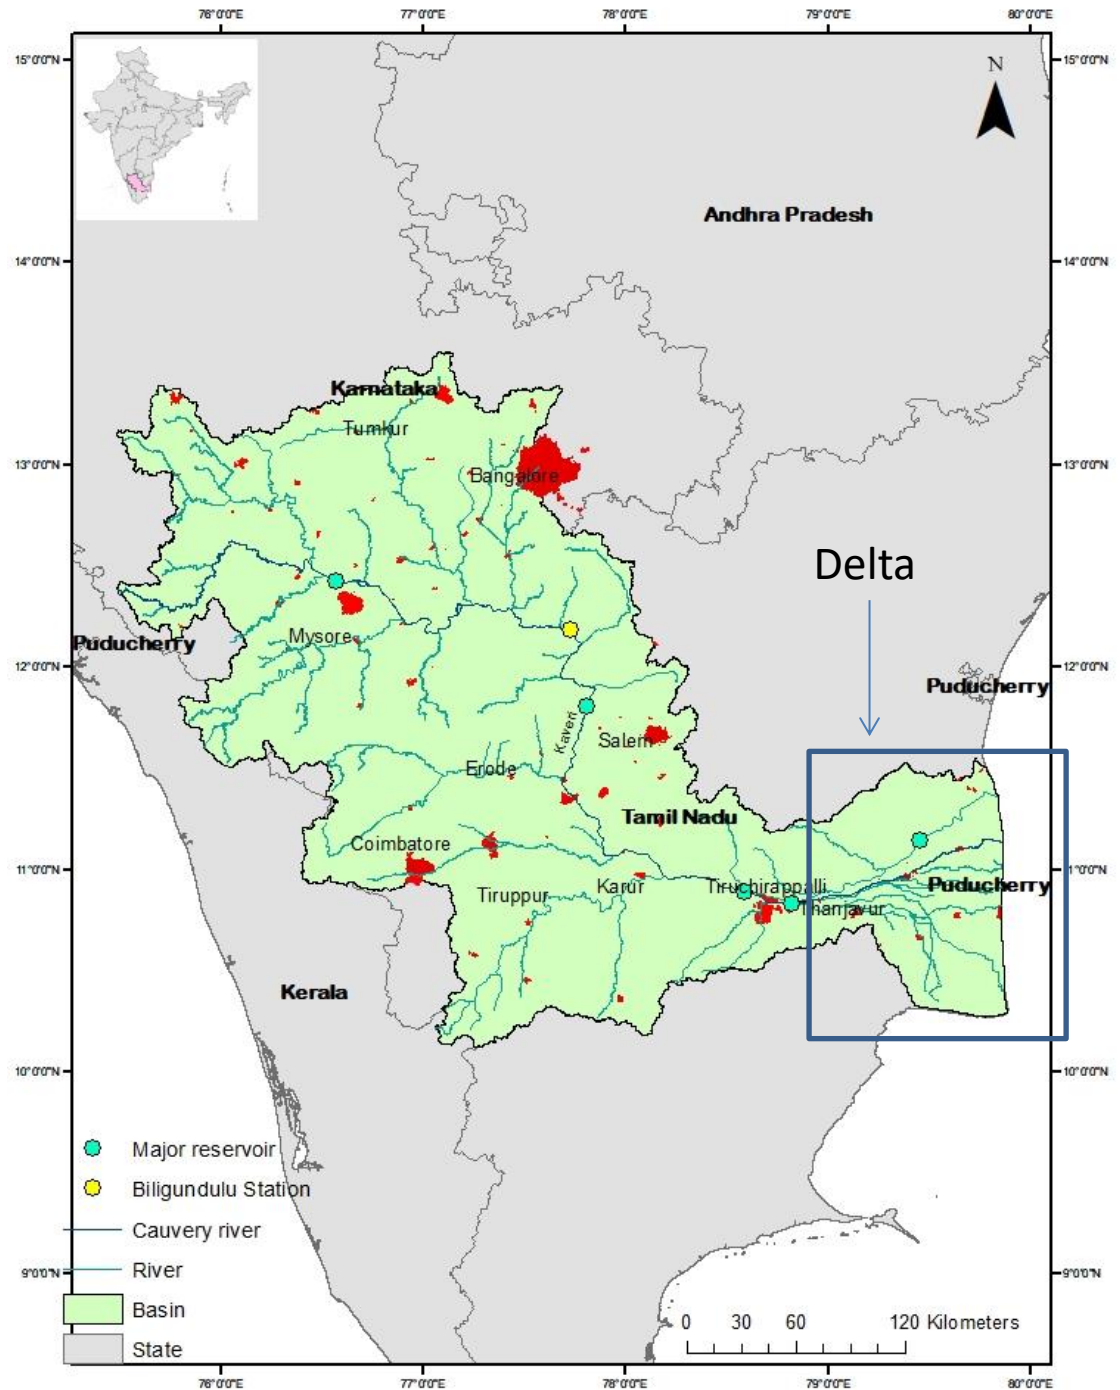 76°0'0"E 77°0'0"E 78°0'0"E 79°0'0"E 80°0'0"E
15°0'0"N 15°0'0"N
N
Andhra Pradesh
14°0'0"N 14°0'0"N
Karnataka
Tumkur
13°0'0"N 13°0'0"N
Bangalore
Delta
Mysore
Puducherry
12°0'0"N 12°0'0"N
Puducherry
Kaveri
Salem
Erode
Tamil Nadu
Coimbatore
11°0'0"N 11°0'0"N
Tiruppur Karur Tiruchirappalli Puducherry
Thanjavur
Kerala
10°0'0"N 10°0'0"N
Major reservoir
Biligundulu Station
Cauvery river
River
9°0'0"N 9°0'0"N
Basin
State
0 30 60 120 Kilometers
76°0'0"E 77°0'0"E 78°0'0"E 79°0'0"E 80°0'0"E